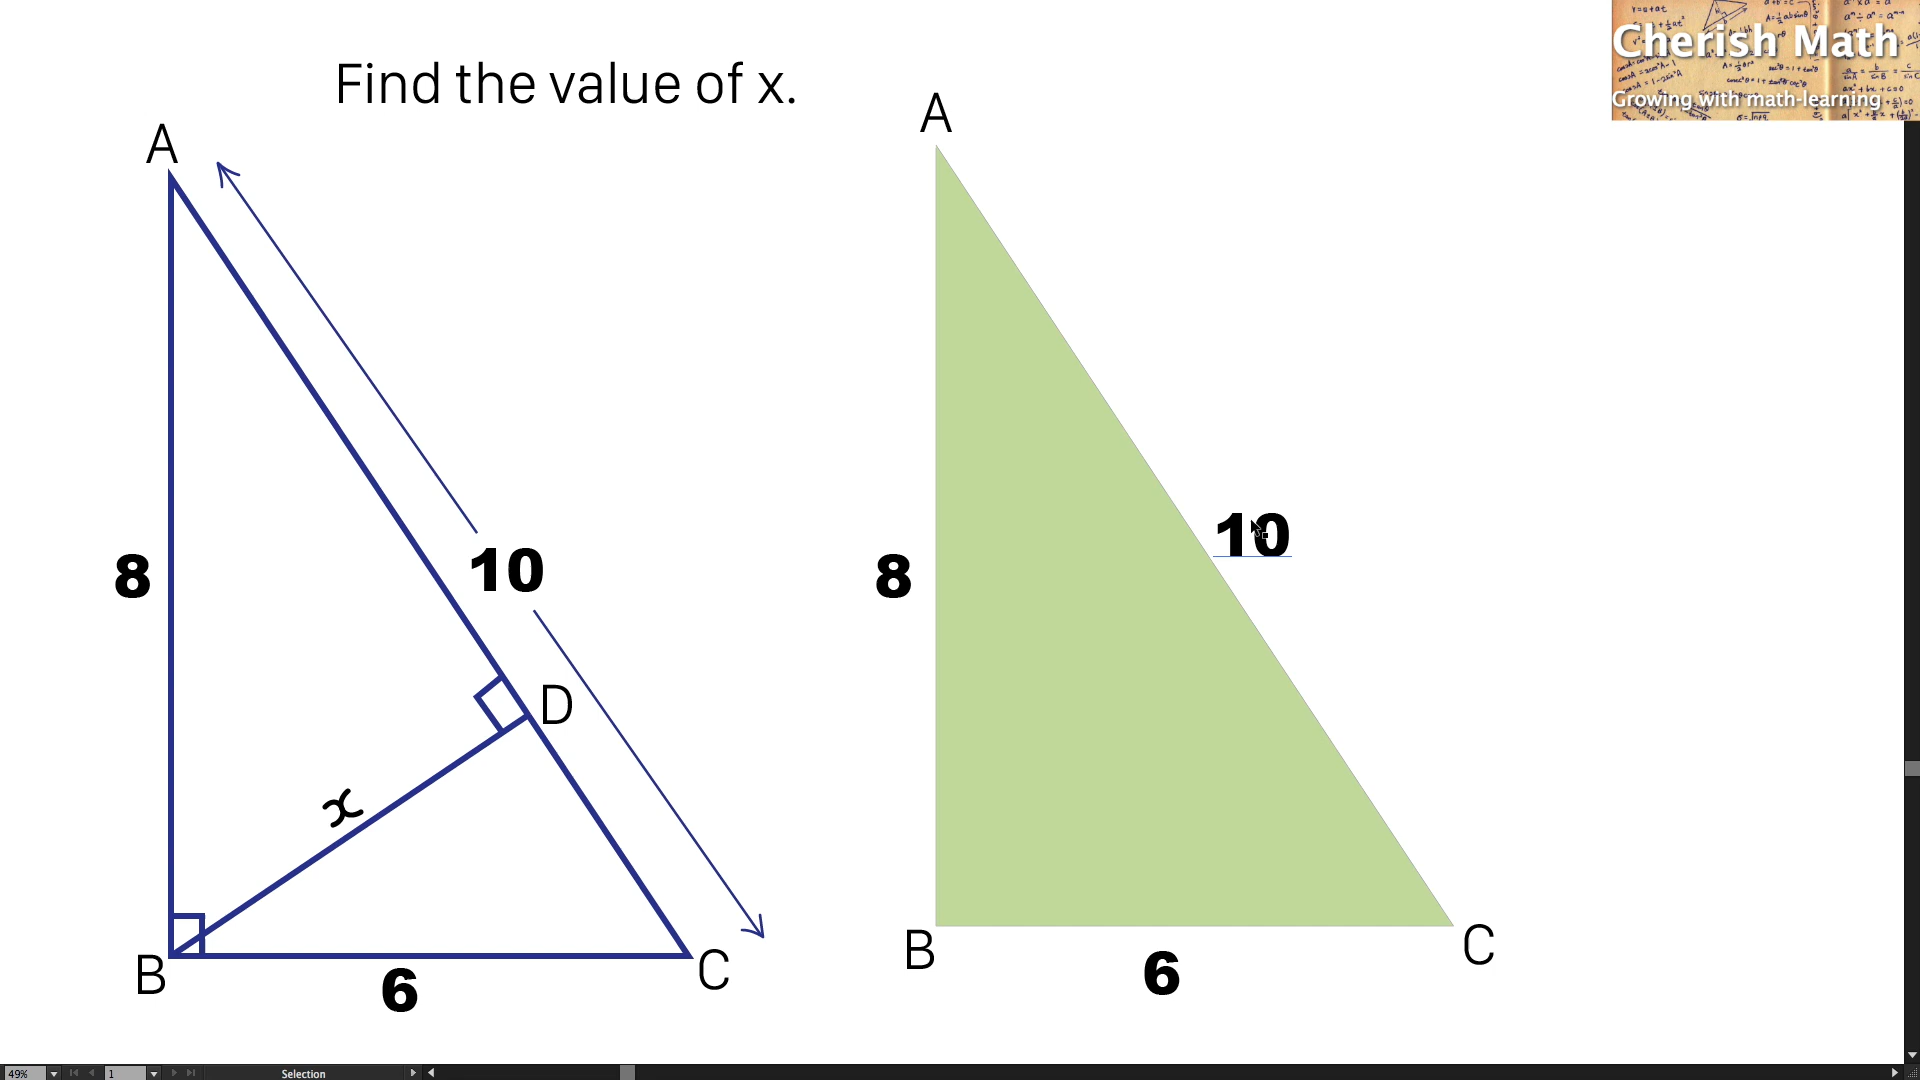 Find the value of x.
Cherish Math
Growing with math-learning
A
8
10
D
x
B
6
C
A
8
10
B
6
C
49%
1
Selection